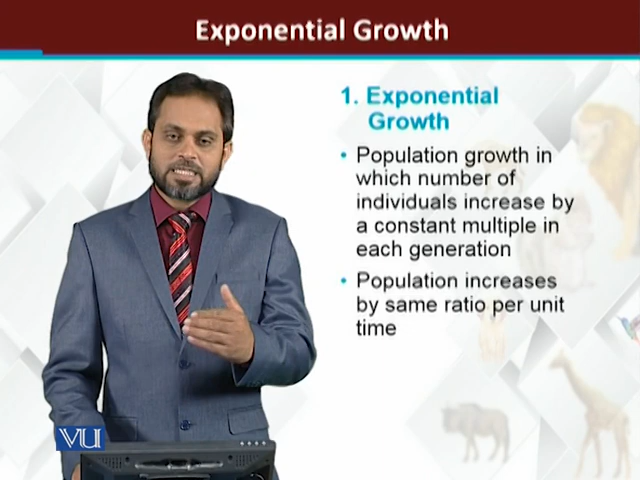 Exponential Growth
1. Exponential
Growth
• Population growth in
which number of
individuals increase by
a constant multiple in
each generation
• Population increases
by same ratio per unit
time
VU